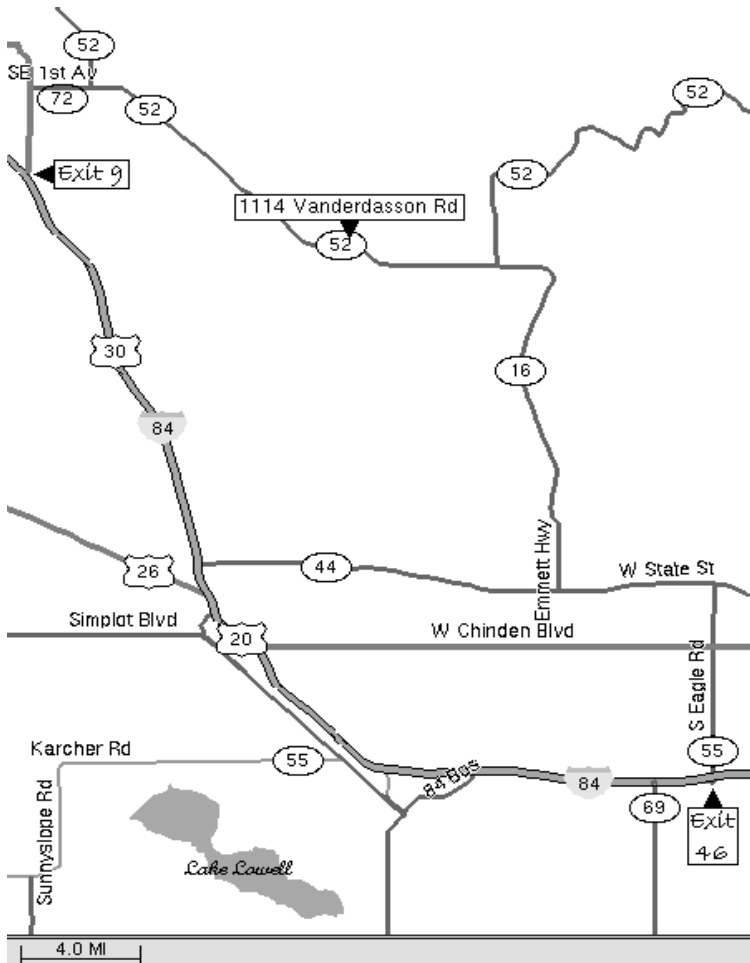 52
SE 1st Av
72
52
52
Exit 9
52
1114 Vanderdasson Rd
52
30
16
84
44
26
Emmett Hwy
W State St
Simplot Blvd
20
W Chinden Blvd
S Eagle Rd
Karcher Rd
55
55
84 Bus
84
69
Sunnyslope Rd
Exit
46
Lake Lowell
4.0 MI